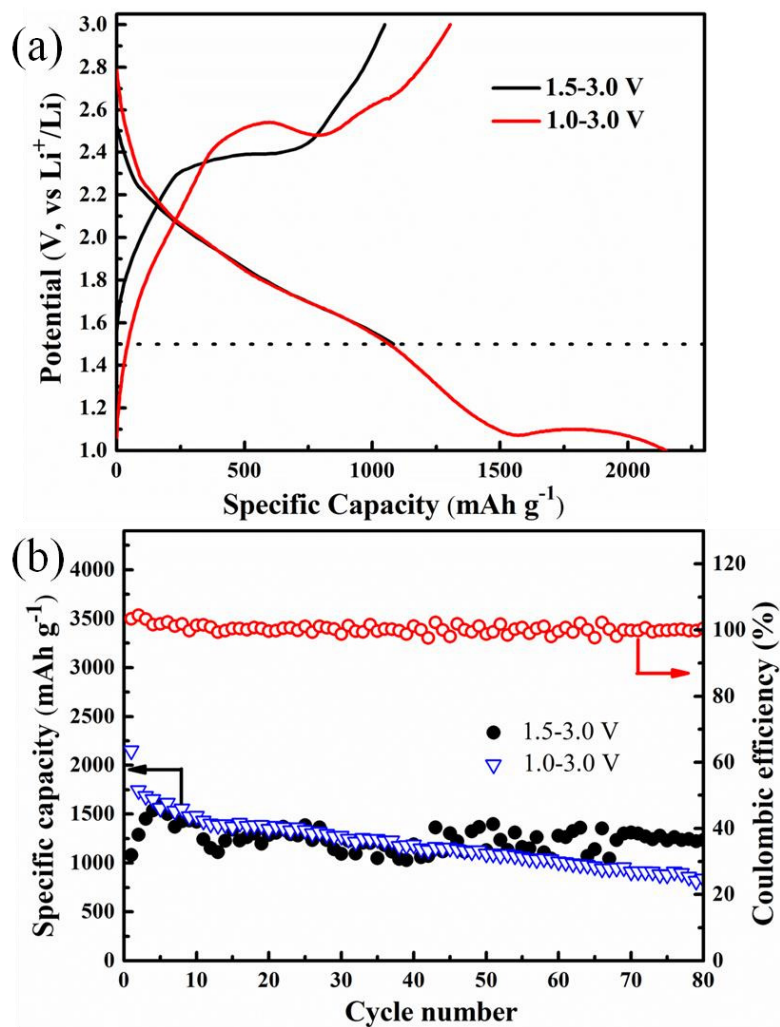 (a)
3.0
2.8
2.6
2.4
2.2
2.0
1.8
1.6
1.4
1.2
1.0
Potential (V, vs Li⁺/Li)
1.5-3.0 V
1.0-3.0 V
0 500 1000 1500 2000
Specific Capacity (mAh g⁻¹)
(b)
4000
3500
3000
2500
2000
1500
1000
500
0
Specific capacity (mAh g⁻¹)
1.5-3.0 V
1.0-3.0 V
120
100
80
60
40
20
0
Coulombic efficiency (%)
0 10 20 30 40 50 60 70 80
Cycle number